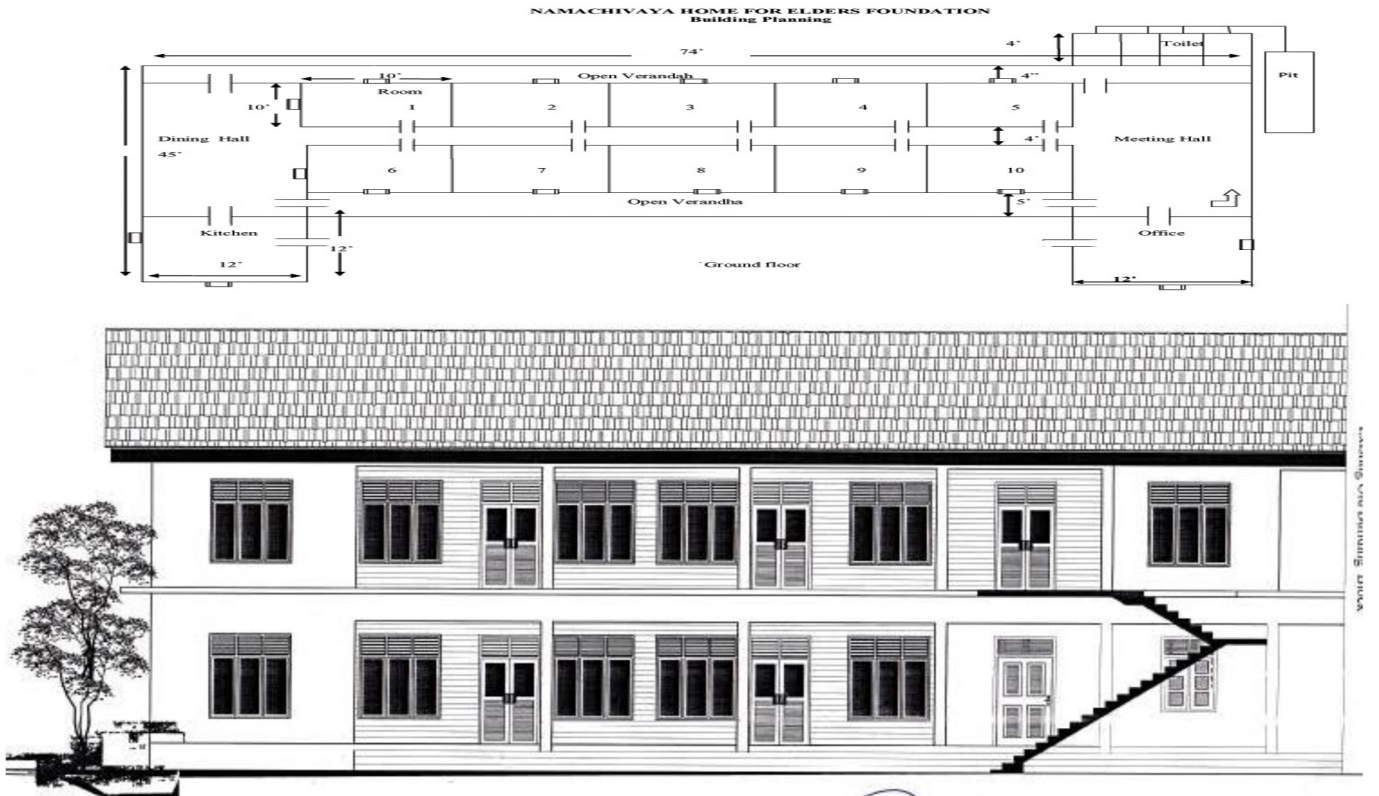 NAMACHIVAYA HOME FOR ELDERS FOUNDATION
Building Planning
74'
4'
Toilet
Pit
10'
Open Verandah
4''
Room
10'
1
2
3
4
5
Dining Hall
45'
4'
Meeting Hall
6
7
8
9
10
Open Verandha
5'
Kitchen
12'
Office
12'
'Ground floor
12'